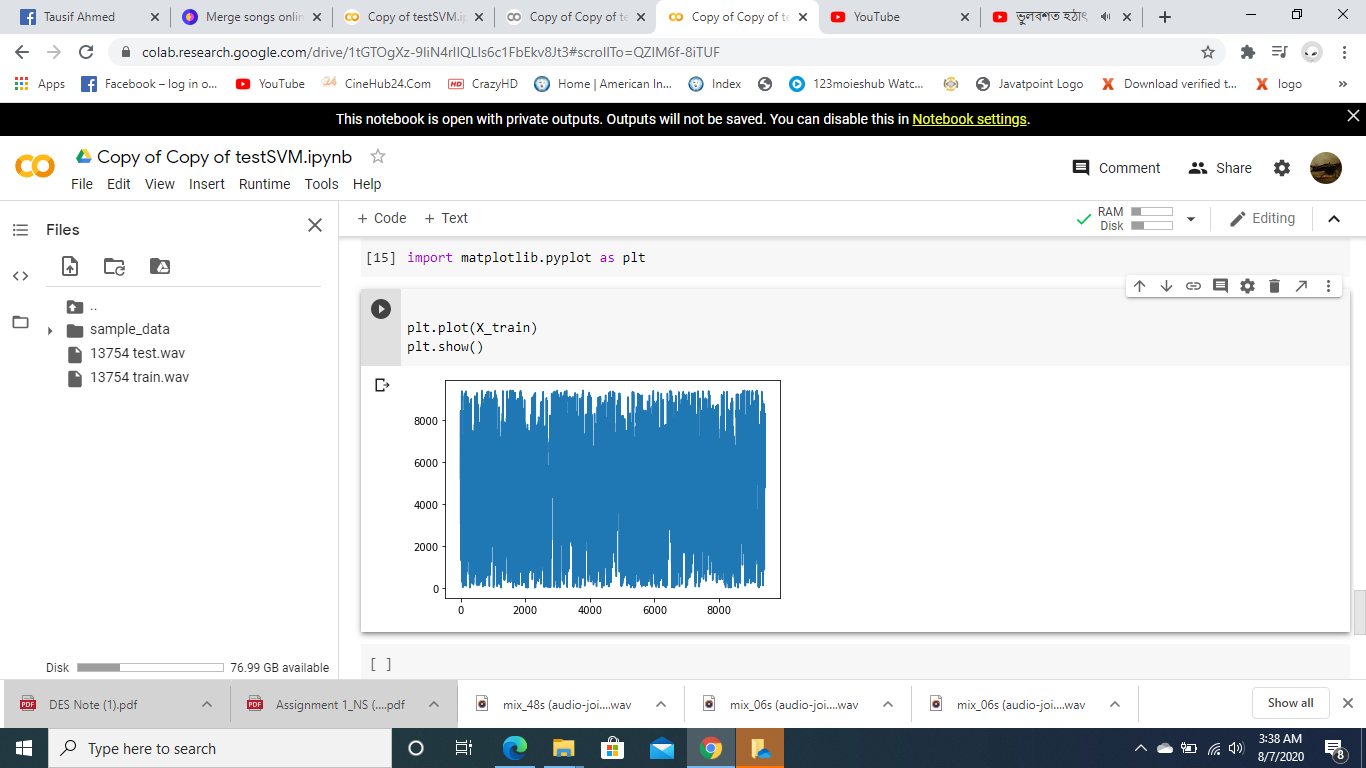 Tausif Ahmed
Merge songs onlin
Copy of testSVM.ip
Copy of Copy of te
Copy of Copy of te
YouTube
ভুলবশত হঠাৎ
colab.research.google.com/drive/1tGTOgXz-9IiN4rIlQLIs6c1FbEkv8Jt3#scrollTo=QZlM6f-8iTUF
Apps
Facebook – log in o...
YouTube
24 CineHub24.Com
HD CrazyHD
Home | American In...
Index
123moieshub Watc...
Javatpoint Logo
Download verified t...
logo
»
This notebook is open with private outputs. Outputs will not be saved. You can disable this in Notebook settings.
Copy of Copy of testSVM.ipynb
Comment
Share
File Edit View Insert Runtime Tools Help
Files
+ Code + Text
RAM
Disk
Editing
..
sample_data
13754 test.wav
13754 train.wav
[15] import matplotlib.pyplot as plt
plt.plot(X_train)
plt.show()
8000
6000
4000
2000
0
0 2000 4000 6000 8000
[ ]
Disk 76.99 GB available
PDF DES Note (1).pdf
PDF Assignment 1_NS (....pdf
mix_48s (audio-joi....wav
mix_06s (audio-joi....wav
mix_06s (audio-joi....wav
Show all
Type here to search
3:38 AM
8/7/2020
8